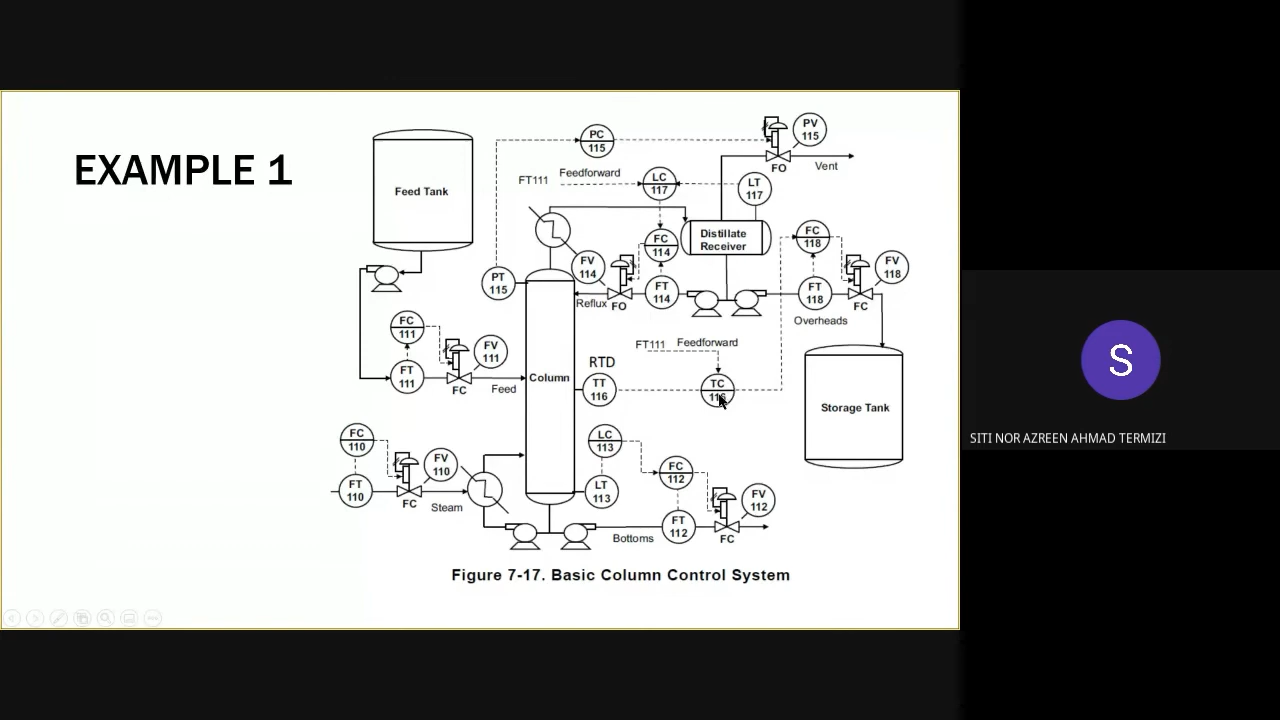 EXAMPLE 1
Feed Tank
PC
115
PV
115
FO
Vent
FT111
Feedforward
LC
117
LT
117
Distillate
Receiver
FC
114
FC
118
FV
114
FV
118
PT
115
Reflux
FO
FT
114
FT
118
FC
Overheads
FC
111
FV
111
FT
111
FC
Feed
Column
RTD
TT
116
FT111
Feedforward
TC
116
Storage Tank
FC
110
FV
110
FT
110
FC
Steam
LC
113
LT
113
FC
112
FV
112
FT
112
FC
Bottoms
Figure 7-17. Basic Column Control System
S
SITI NOR AZREEN AHMAD TERMIZI